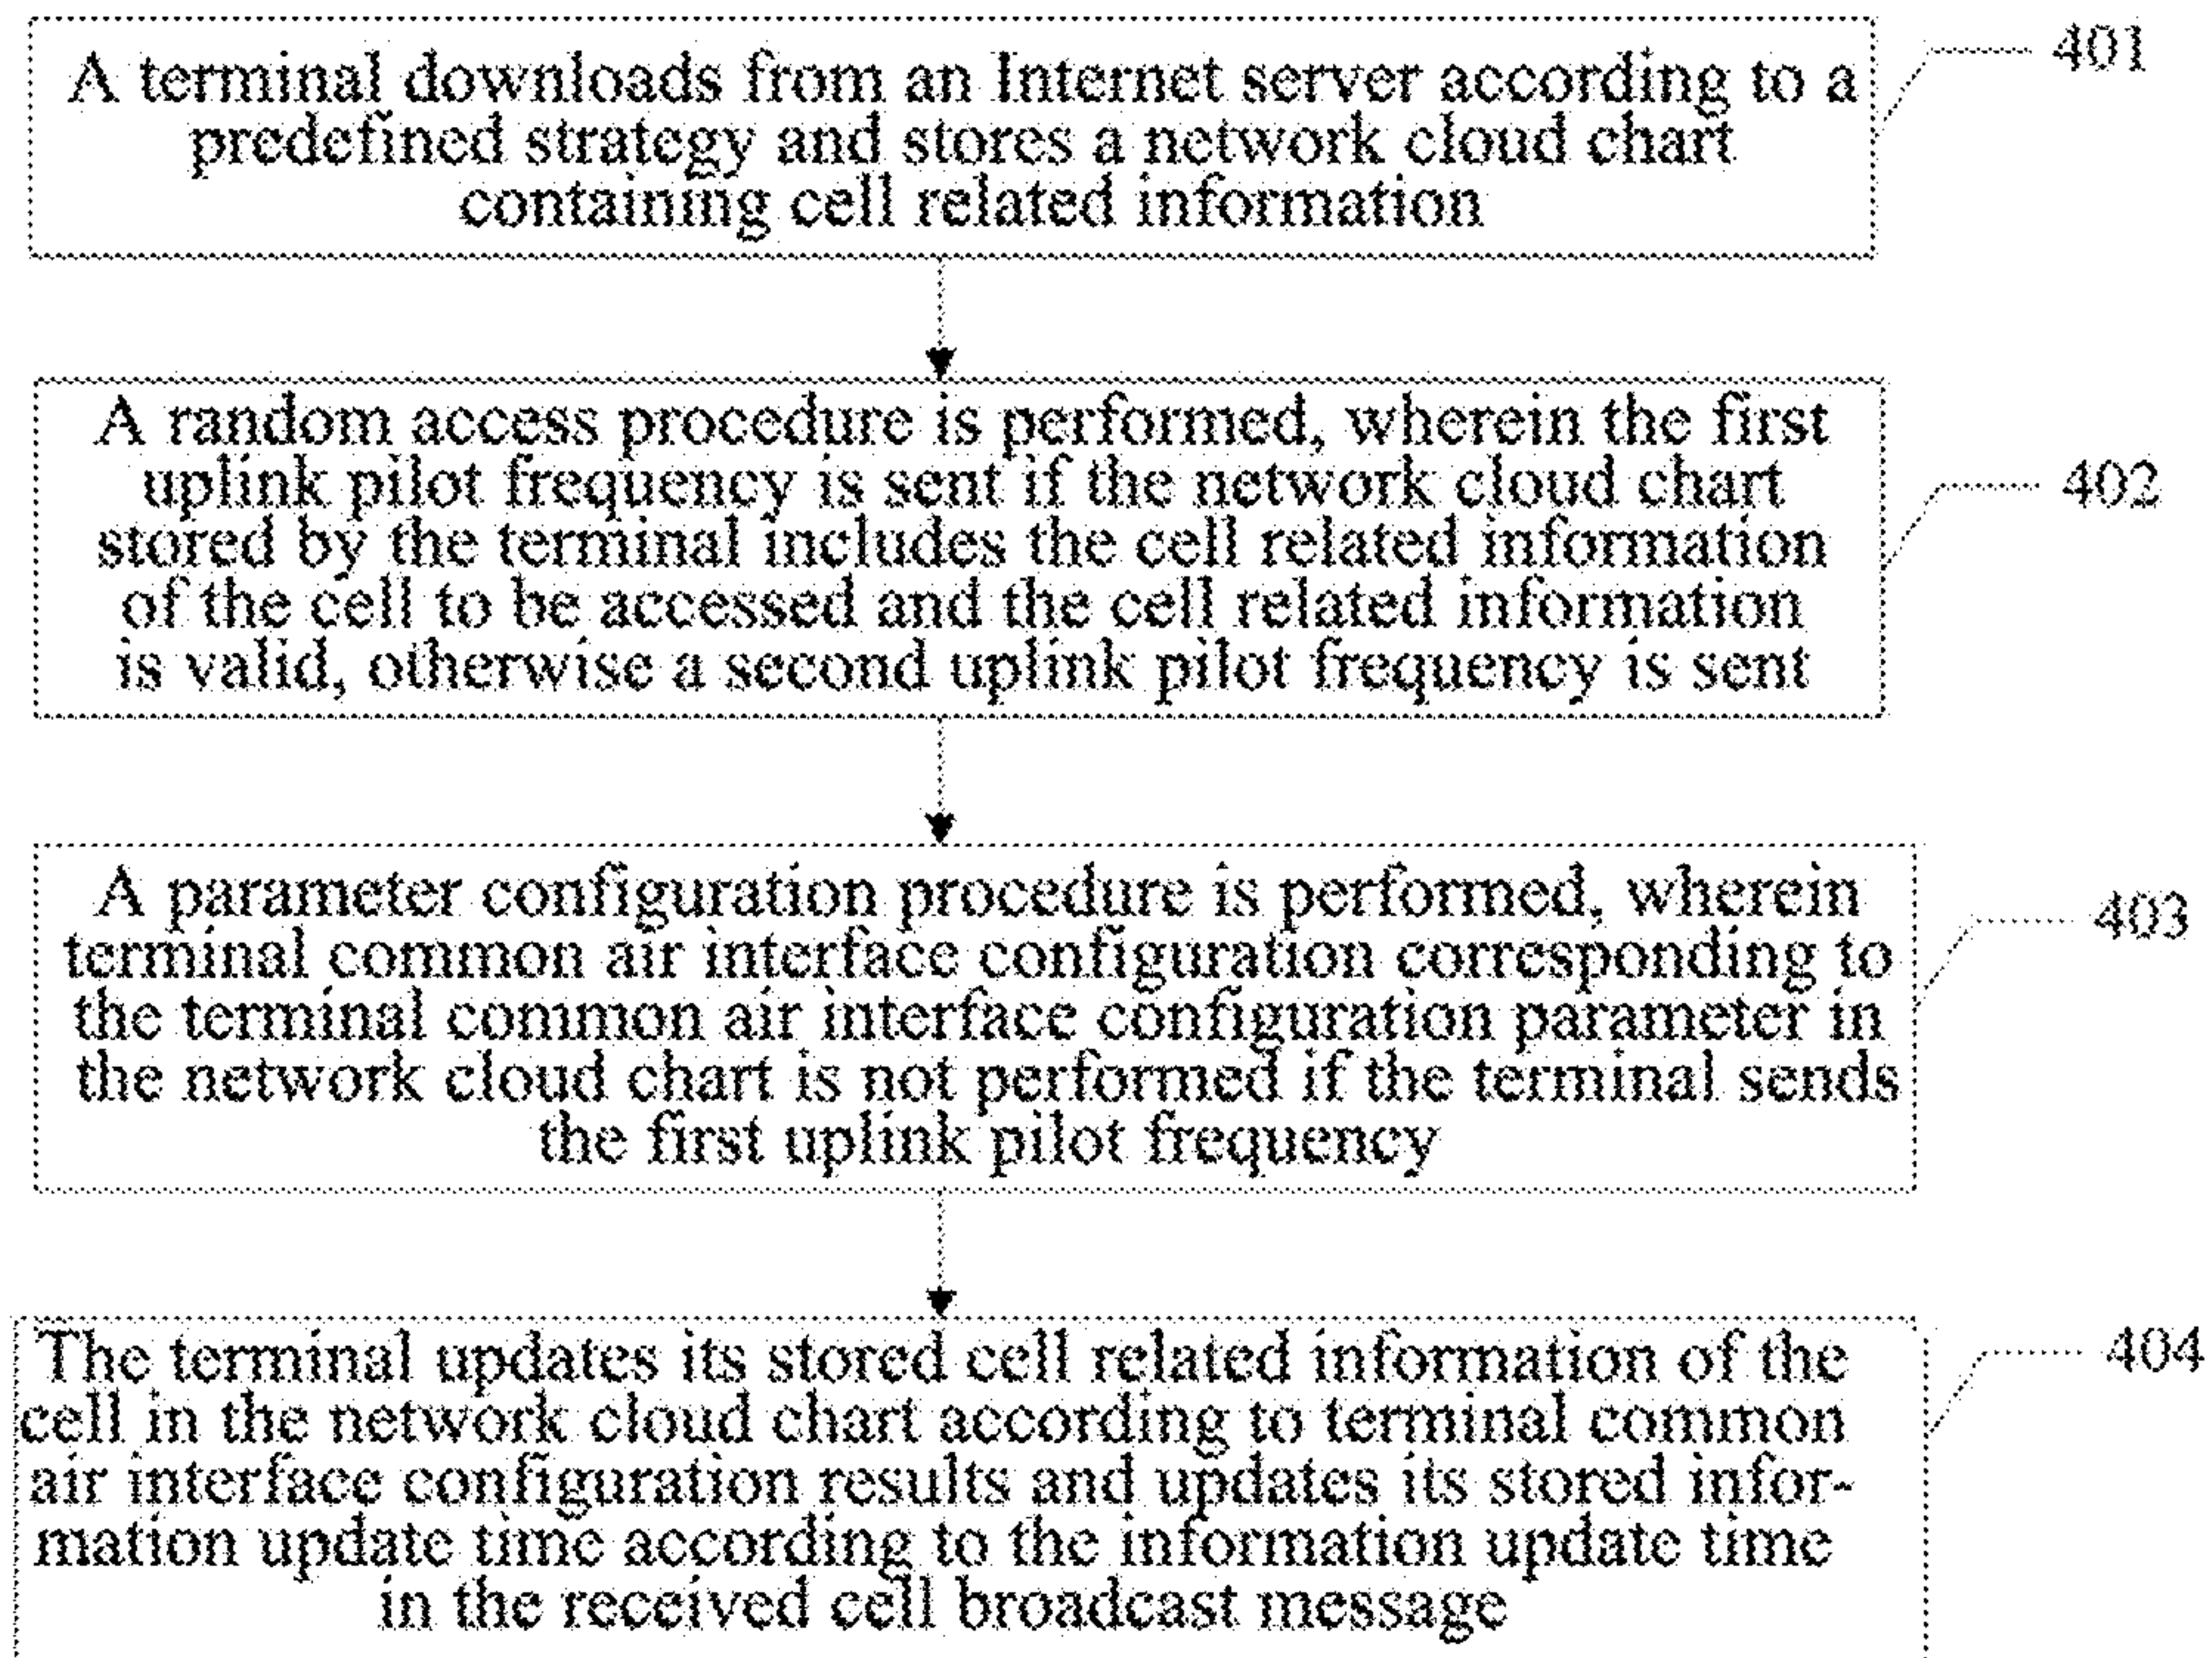 A terminal downloads from an Internet server according to a
predefined strategy and stores a network cloud chart
containing cell related information
401
A random access procedure is performed, wherein the first
uplink pilot frequency is sent if the network cloud chart
stored by the terminal includes the cell related information
of the cell to be accessed and the cell related information
is valid, otherwise a second uplink pilot frequency is sent
402
A parameter configuration procedure is performed, wherein
terminal common air interface configuration corresponding to
the terminal common air interface configuration parameter in
the network cloud chart is not performed if the terminal sends
the first uplink pilot frequency
403
The terminal updates its stored cell related information of the
cell in the network cloud chart according to terminal common
air interface configuration results and updates its stored infor-
mation update time according to the information update time
in the received cell broadcast message
404